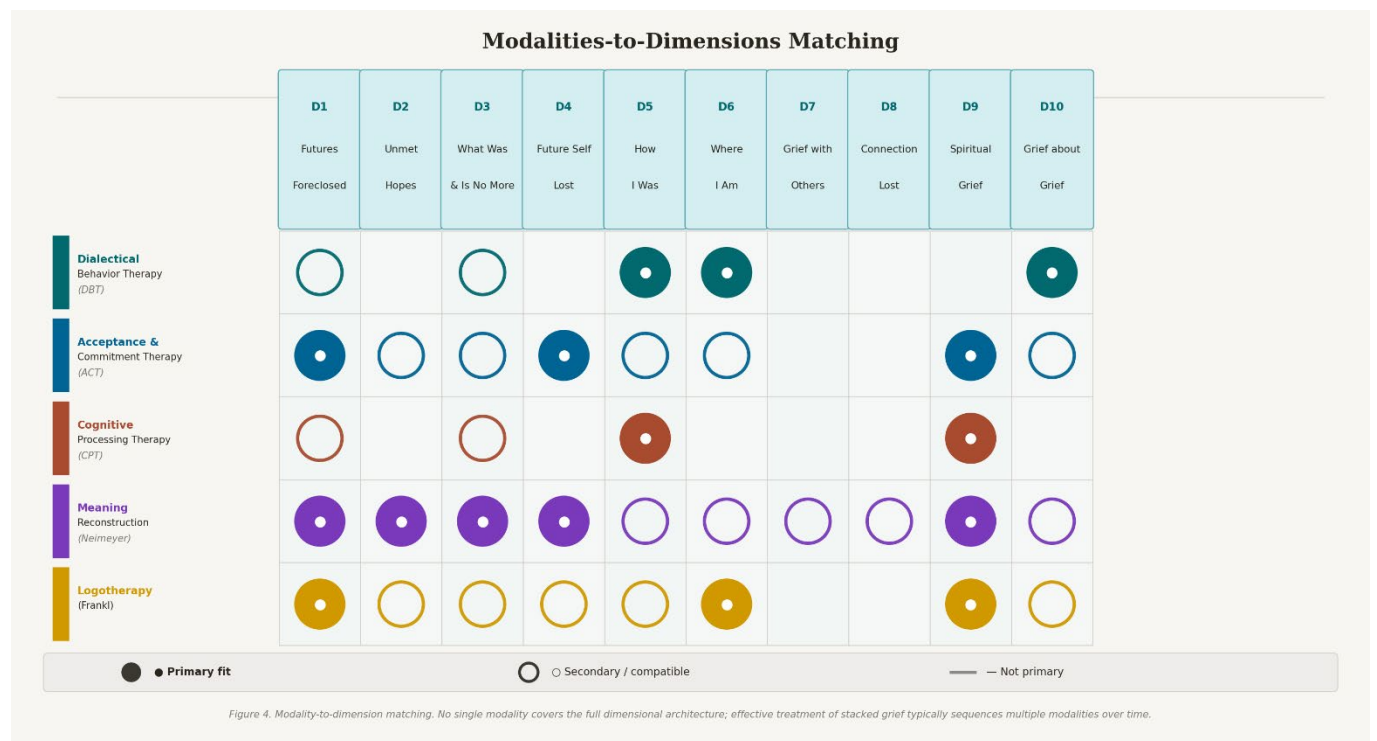 Modalities-to-Dimensions Matching
D1 D2 D3 D4 D5 D6 D7 D8 D9 D10
Futures Unmet What Was Future Self How Where Grief with Connection Spiritual Grief about
Foreclosed Hopes & Is No More Lost I Was I Am Others Lost Grief Grief
Dialectical
Behavior Therapy
(DBT)
Acceptance &
Commitment Therapy
(ACT)
Cognitive
Processing Therapy
(CPT)
Meaning
Reconstruction
(Neimeyer)
Logotherapy
(Frankl)
● Primary fit ○ Secondary / compatible — Not primary
Figure 4. Modality-to-dimension matching. No single modality covers the full dimensional architecture; effective treatment of stacked grief typically sequences multiple modalities over time.